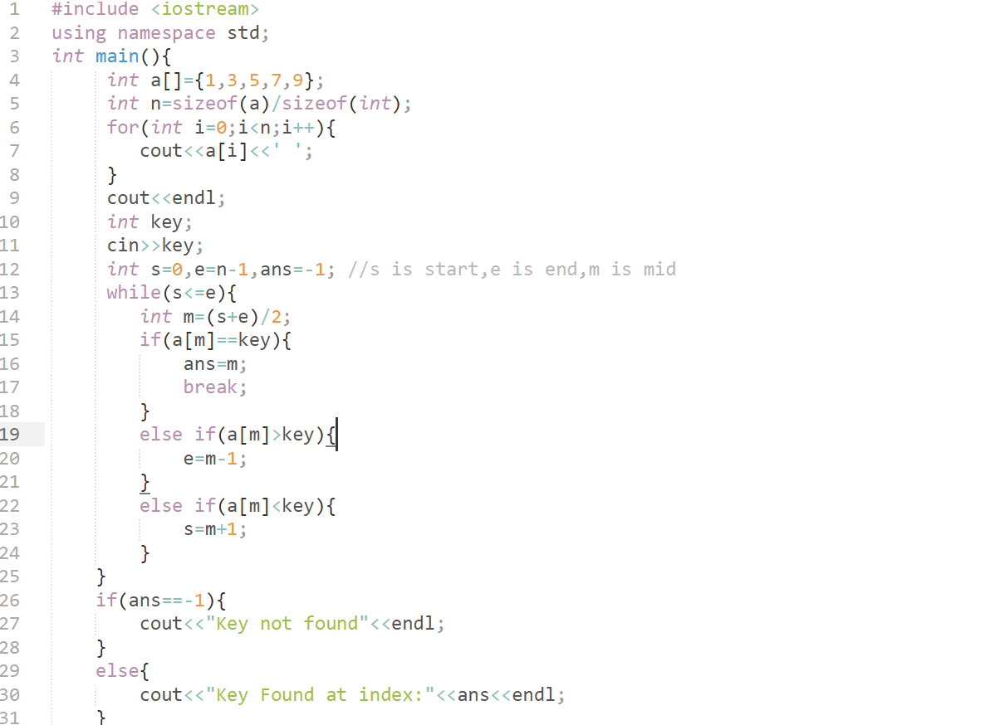 1 #include <iostream>
2 using namespace std;
3 int main(){
4 int a[]={1,3,5,7,9};
5 int n=sizeof(a)/sizeof(int);
6 for(int i=0;i<n;i++){
7 cout<<a[i]<<' ';
8 }
9 cout<<endl;
10 int key;
11 cin>>key;
12 int s=0,e=n-1,ans=-1; //s is start,e is end,m is mid
13 while(s<=e){
14 int m=(s+e)/2;
15 if(a[m]==key){
16 ans=m;
17 break;
18 }
19 else if(a[m]>key){
20 e=m-1;
21 }
22 else if(a[m]<key){
23 s=m+1;
24 }
25 }
26 if(ans==-1){
27 cout<<"Key not found"<<endl;
28 }
29 else{
30 cout<<"Key Found at index:"<<ans<<endl;
31 }